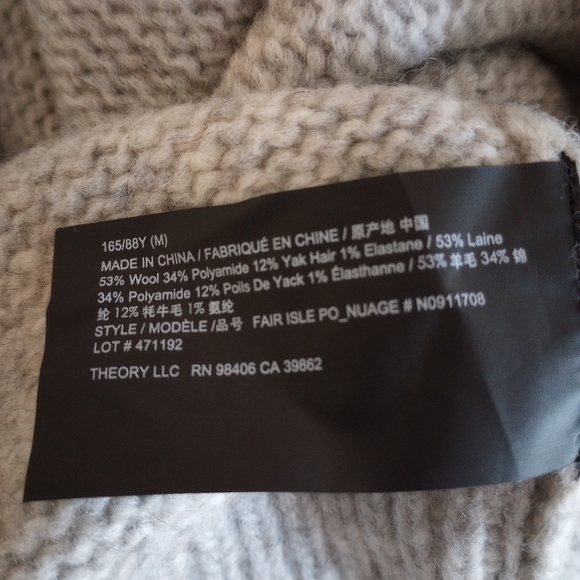 165/88Y (M)
MADE IN CHINA / FABRIQUÉ EN CHINE / 原产地 中国
53% Wool 34% Polyamide 12% Yak Hair 1% Elastane / 53% Laine
34% Polyamide 12% Poils De Yack 1% Élasthanne / 53% 羊毛 34% 锦
纶 12% 牦牛毛 1% 氨纶
STYLE / MODÈLE /品号 FAIR ISLE PO_NUAGE # N0911708
LOT # 471192
THEORY LLC RN 98406 CA 39862